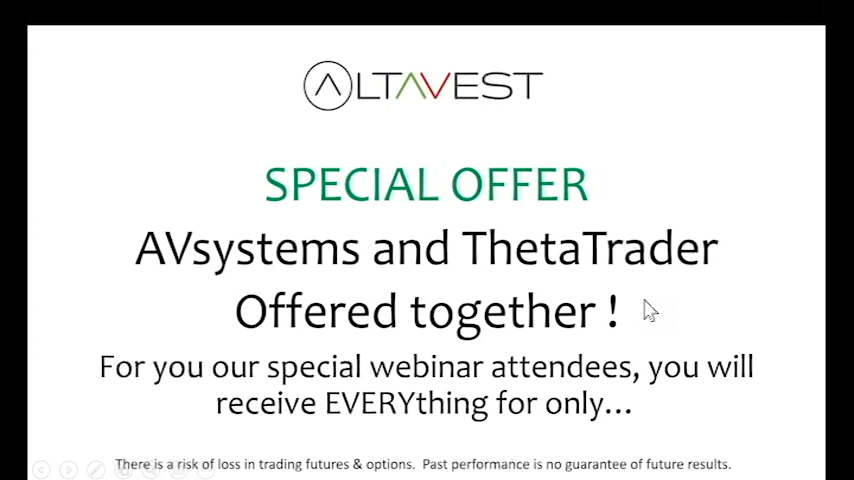 ALTAVEST
SPECIAL OFFER
AVsystems and ThetaTrader
Offered together !
For you our special webinar attendees, you will
receive EVERYthing for only...
There is a risk of loss in trading futures & options. Past performance is no guarantee of future results.